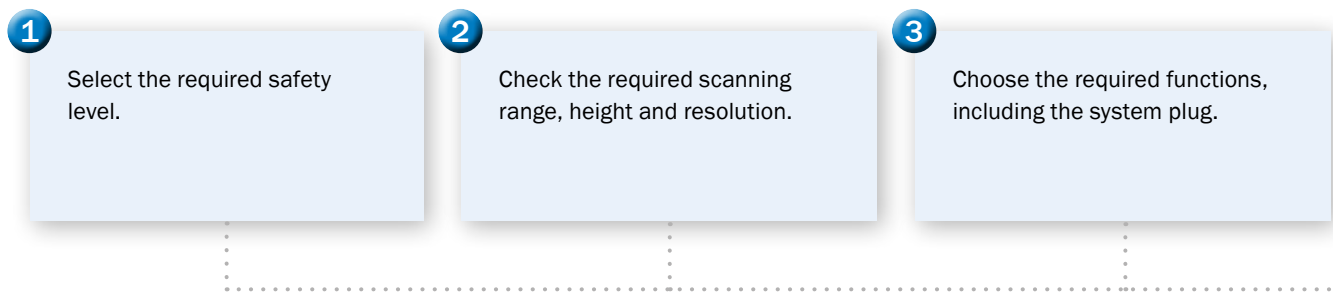 1
Select the required safety
level.
2
Check the required scanning
range, height and resolution.
3
Choose the required functions,
including the system plug.